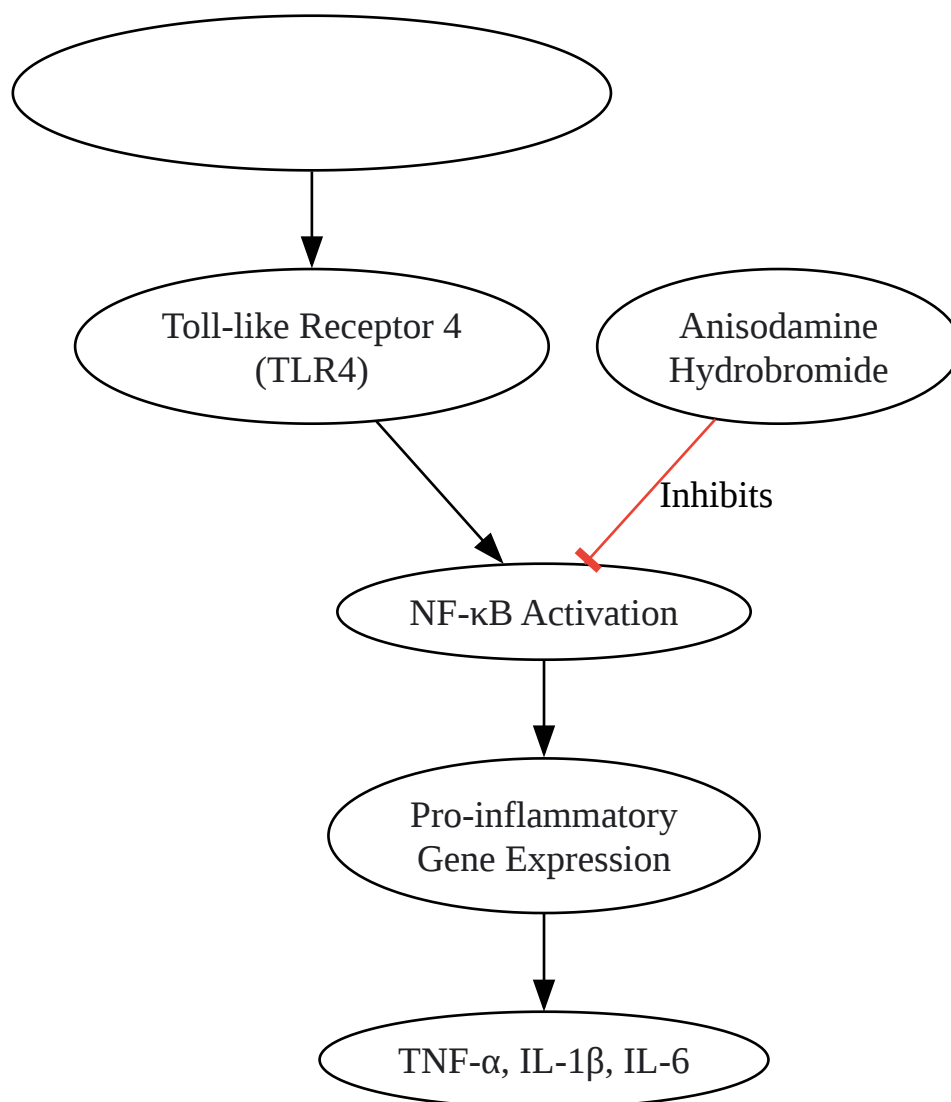 Toll-like Receptor 4
(TLR4)
Anisodamine
Hydrobromide
Inhibits
NF-κB Activation
Pro-inflammatory
Gene Expression
TNF-α, IL-1β, IL-6